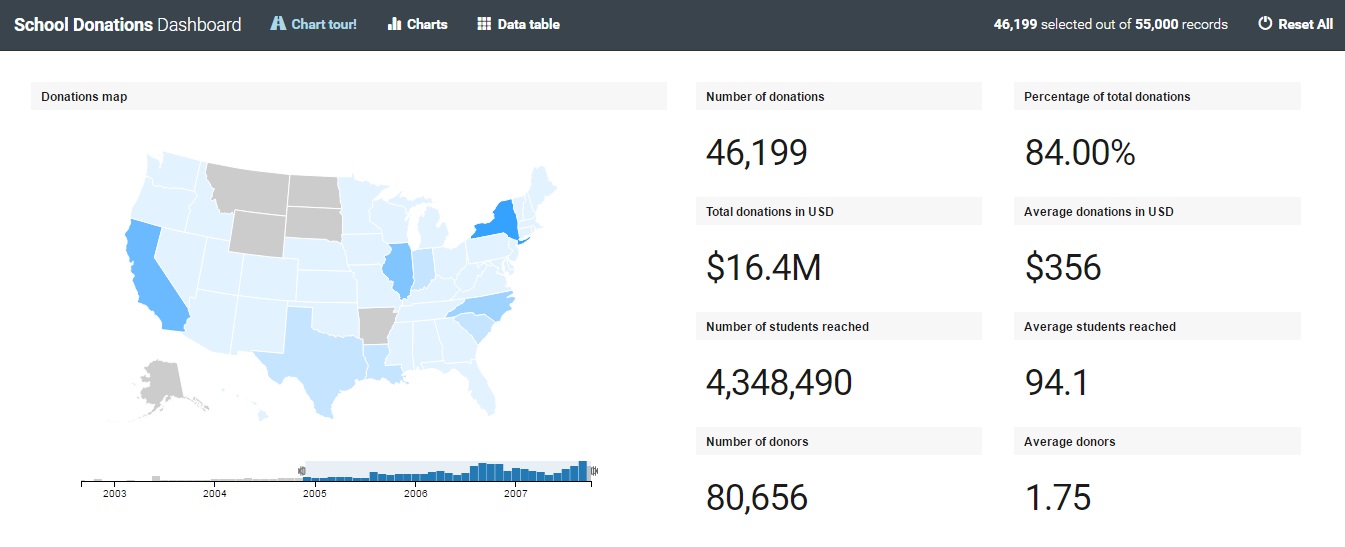 School Donations Dashboard Chart tour! Charts Data table 46,199 selected out of 55,000 records Reset All
Donations map
Number of donations
Percentage of total donations
46,199
84.00%
Total donations in USD
Average donations in USD
$16.4M
$356
Number of students reached
Average students reached
4,348,490
94.1
Number of donors
Average donors
80,656
1.75
2003 2004 2005 2006 2007